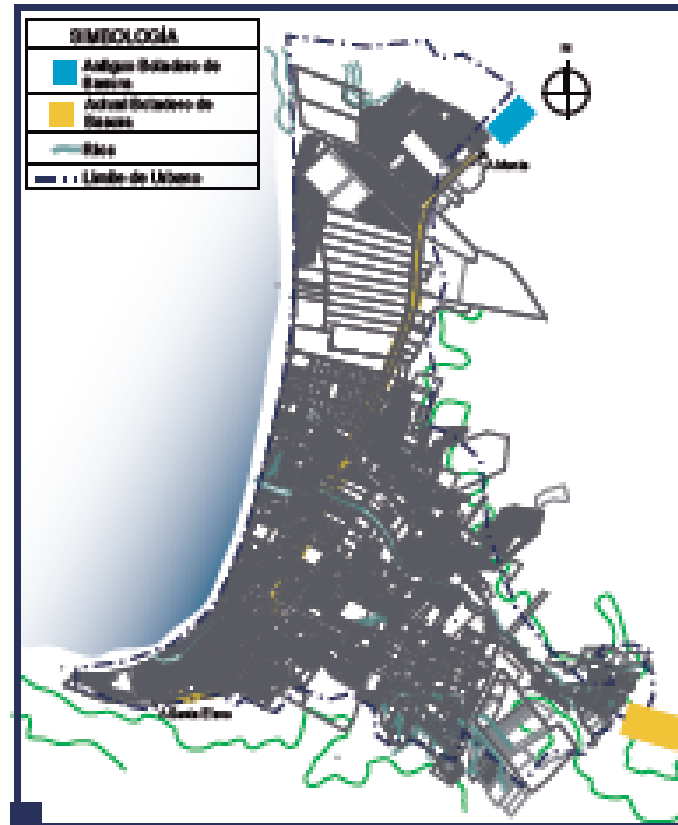 SIMBOLOGÍA
Antiguo Botadero de
Basura
Actual Botadero de
Basura
Ríos
Límite de Urbano
N